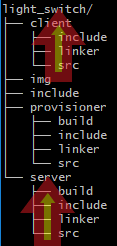 light_switch/
├── client
│   ├── include
│   ├── linker
│   └── src
├── img
├── include
├── provisioner
│   ├── build
│   ├── include
│   ├── linker
│   └── src
└── server
    ├── build
    ├── include
    ├── linker
    └── src